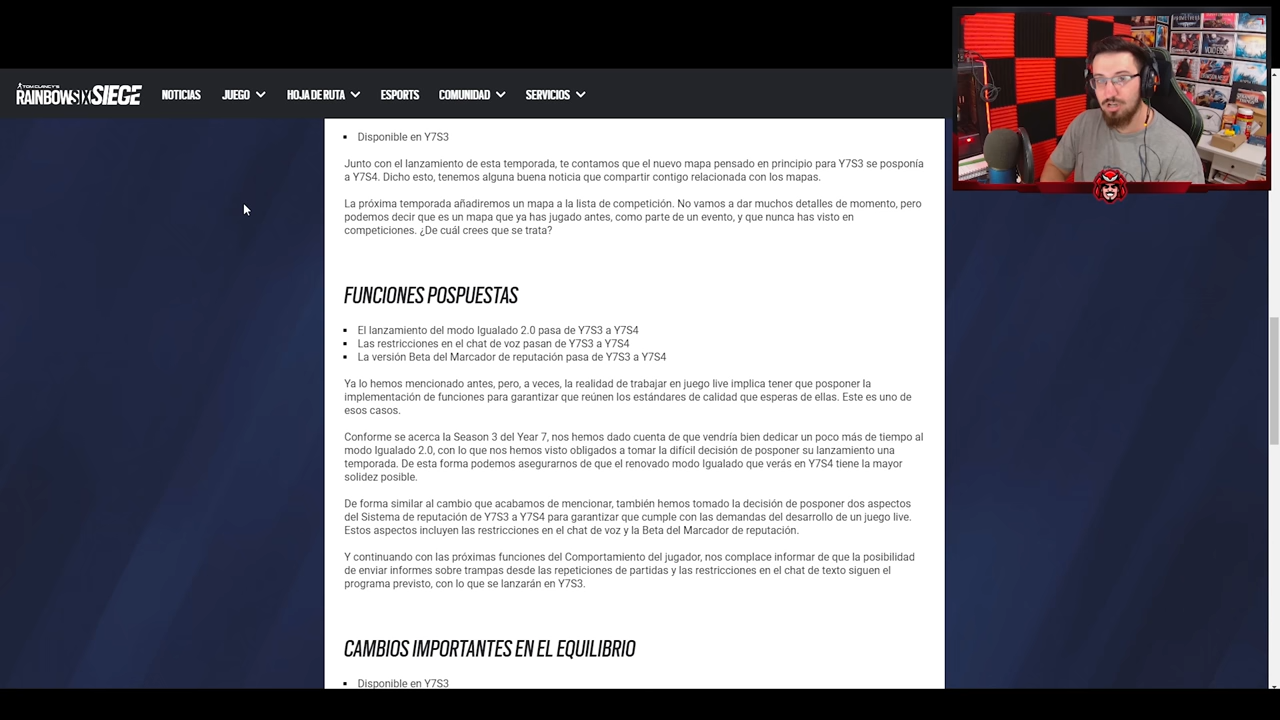 TOM CLANCY'S
RAINBOWSIXSIEGE
NOTICIAS
JUEGO
HOJA DE RUTA
ESPORTS
COMUNIDAD
SERVICIOS
▪ Disponible en Y7S3
Junto con el lanzamiento de esta temporada, te contamos que el nuevo mapa pensado en principio para Y7S3 se posponía
a Y7S4. Dicho esto, tenemos alguna buena noticia que compartir contigo relacionada con los mapas.
La próxima temporada añadiremos un mapa a la lista de competición. No vamos a dar muchos detalles de momento, pero
podemos decir que es un mapa que ya has jugado antes, como parte de un evento, y que nunca has visto en
competiciones. ¿De cuál crees que se trata?
FUNCIONES POSPUESTAS
▪ El lanzamiento del modo Igualado 2.0 pasa de Y7S3 a Y7S4
▪ Las restricciones en el chat de voz pasan de Y7S3 a Y7S4
▪ La versión Beta del Marcador de reputación pasa de Y7S3 a Y7S4
Ya lo hemos mencionado antes, pero, a veces, la realidad de trabajar en juego live implica tener que posponer la
implementación de funciones para garantizar que reúnen los estándares de calidad que esperas de ellas. Este es uno de
esos casos.
Conforme se acerca la Season 3 del Year 7, nos hemos dado cuenta de que vendría bien dedicar un poco más de tiempo al
modo Igualado 2.0, con lo que nos hemos visto obligados a tomar la difícil decisión de posponer su lanzamiento una
temporada. De esta forma podemos asegurarnos de que el renovado modo Igualado que verás en Y7S4 tiene la mayor
solidez posible.
De forma similar al cambio que acabamos de mencionar, también hemos tomado la decisión de posponer dos aspectos
del Sistema de reputación de Y7S3 a Y7S4 para garantizar que cumple con las demandas del desarrollo de un juego live.
Estos aspectos incluyen las restricciones en el chat de voz y la Beta del Marcador de reputación.
Y continuando con las próximas funciones del Comportamiento del jugador, nos complace informar de que la posibilidad
de enviar informes sobre trampas desde las repeticiones de partidas y las restricciones en el chat de texto siguen el
programa previsto, con lo que se lanzarán en Y7S3.
CAMBIOS IMPORTANTES EN EL EQUILIBRIO
▪ Disponible en Y7S3